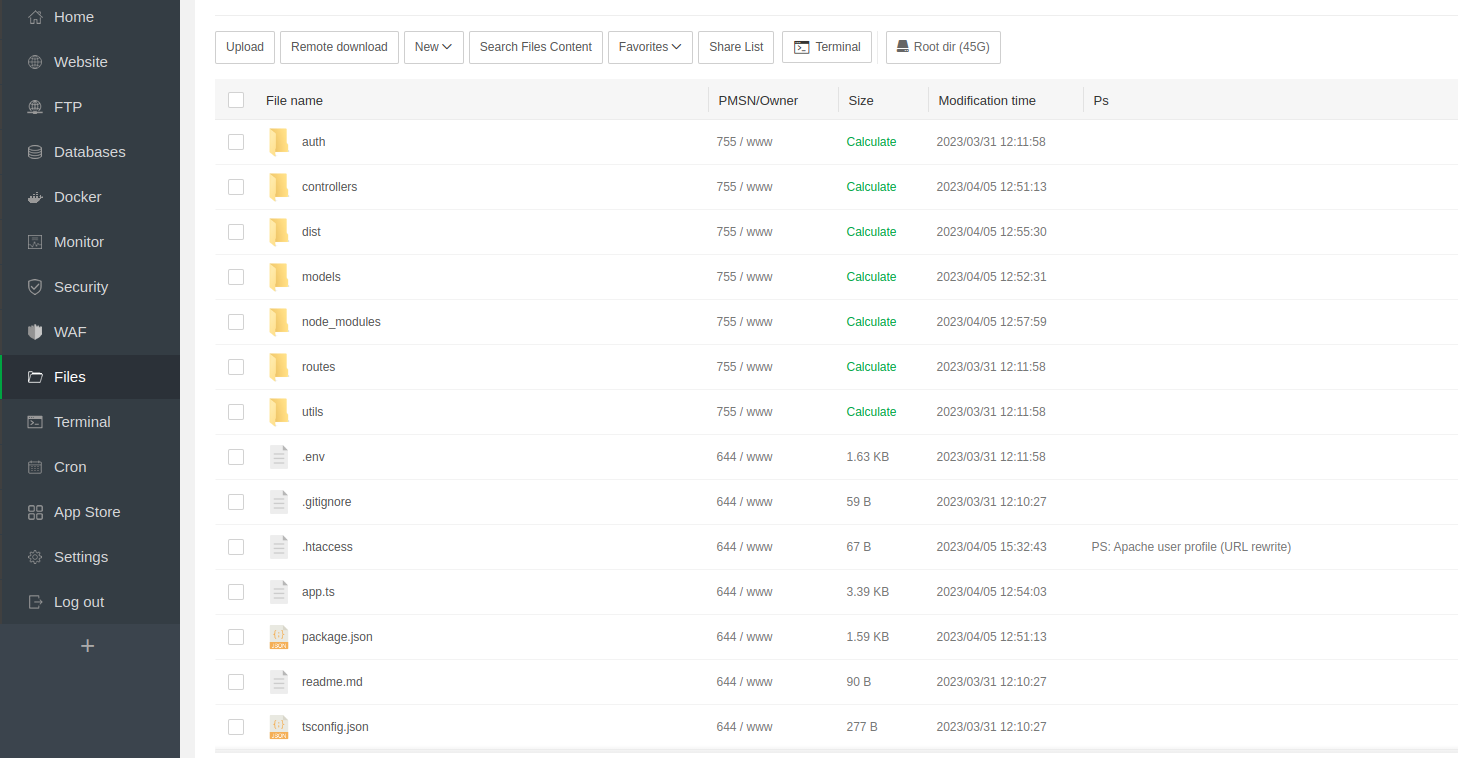 Home
Website
FTP
Databases
Docker
Monitor
Security
WAF
Files
Terminal
Cron
App Store
Settings
Log out
+
Upload Remote download New Search Files Content Favorites Share List Terminal Root dir (45G)
File name PMSN/Owner Size Modification time Ps
auth 755 / www Calculate 2023/03/31 12:11:58
controllers 755 / www Calculate 2023/04/05 12:51:13
dist 755 / www Calculate 2023/04/05 12:55:30
models 755 / www Calculate 2023/04/05 12:52:31
node_modules 755 / www Calculate 2023/04/05 12:57:59
routes 755 / www Calculate 2023/03/31 12:11:58
utils 755 / www Calculate 2023/03/31 12:11:58
.env 644 / www 1.63 KB 2023/03/31 12:11:58
.gitignore 644 / www 59 B 2023/03/31 12:10:27
.htaccess 644 / www 67 B 2023/04/05 15:32:43 PS: Apache user profile (URL rewrite)
app.ts 644 / www 3.39 KB 2023/04/05 12:54:03
package.json 644 / www 1.59 KB 2023/04/05 12:51:13
readme.md 644 / www 90 B 2023/03/31 12:10:27
tsconfig.json 644 / www 277 B 2023/03/31 12:10:27